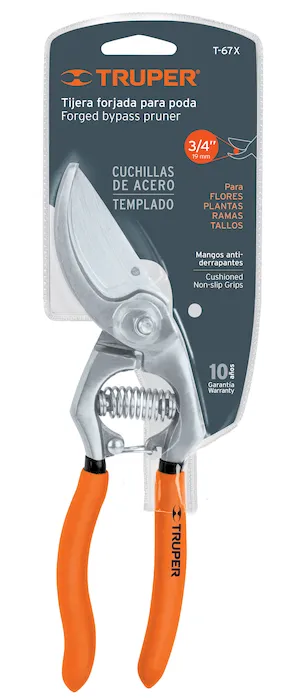 T-67X
TRUPER®
Tijera forjada para poda
Forged bypass pruner
3/4"
19 mm
CUCHILLAS
DE ACERO
TEMPLADO
Para
FLORES
PLANTAS
RAMAS
TALLOS
Mangos anti-
derrapantes
Cushioned
Non-slip Grips
10 años
Garantía
Warranty
TRUPER